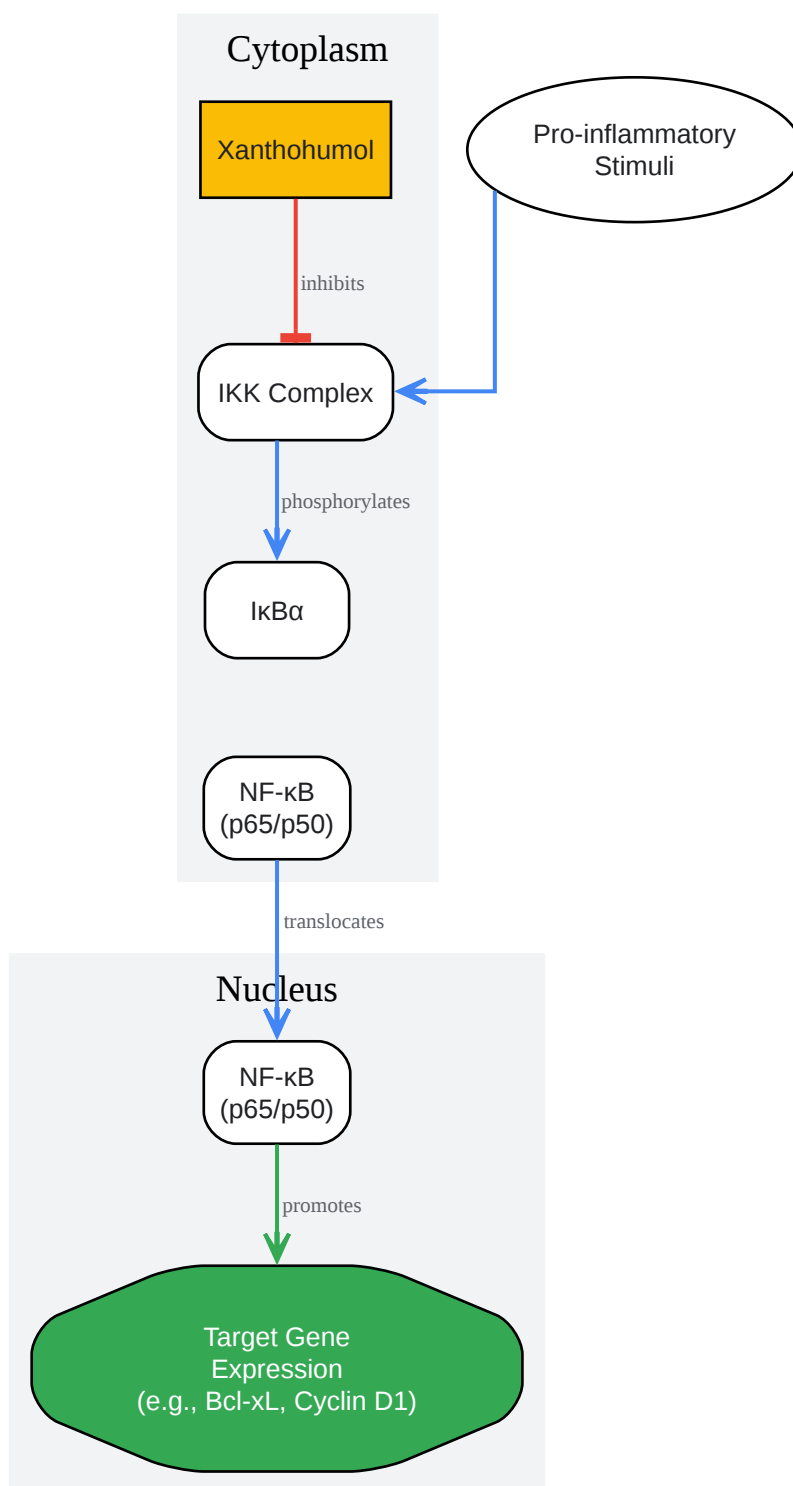 Cytoplasm
Xanthohumol
Pro-inflammatory
Stimuli
inhibits
IKK Complex
phosphorylates
IκBα
NF-κB
(p65/p50)
translocates
Nucleus
NF-κB
(p65/p50)
promotes
Target Gene
Expression
(e.g., Bcl-xL, Cyclin D1)